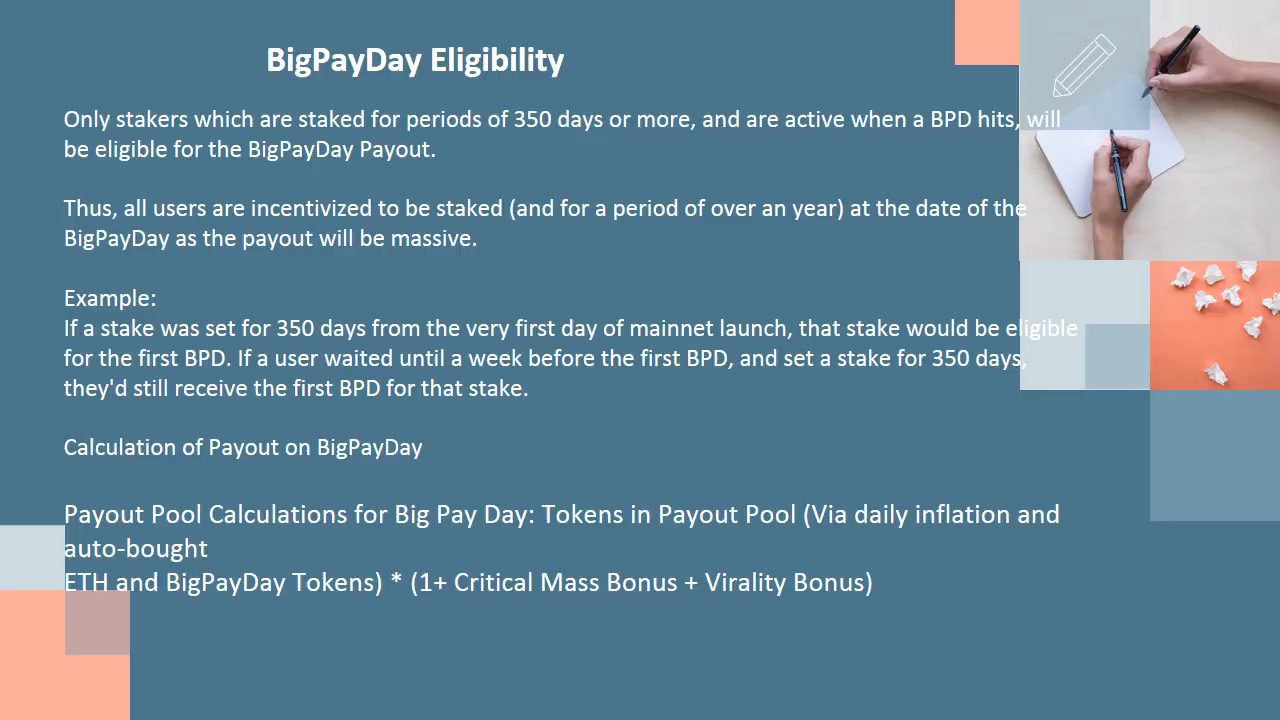 BigPayDay Eligibility
Only stakers which are staked for periods of 350 days or more, and are active when a BPD hits, will
be eligible for the BigPayDay Payout.
Thus, all users are incentivized to be staked (and for a period of over an year) at the date of the
BigPayDay as the payout will be massive.
Example:
If a stake was set for 350 days from the very first day of mainnet launch, that stake would be eligible
for the first BPD. If a user waited until a week before the first BPD, and set a stake for 350 days,
they'd still receive the first BPD for that stake.
Calculation of Payout on BigPayDay
Payout Pool Calculations for Big Pay Day: Tokens in Payout Pool (Via daily inflation and
auto-bought
ETH and BigPayDay Tokens) * (1+ Critical Mass Bonus + Virality Bonus)